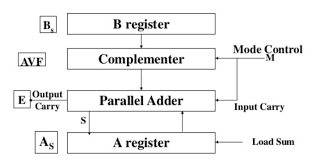 Bs
B register
AVF
Complementer
Mode Control
M
E
Output
Carry
Parallel Adder
Input Carry
S
AS
A register
Load Sum